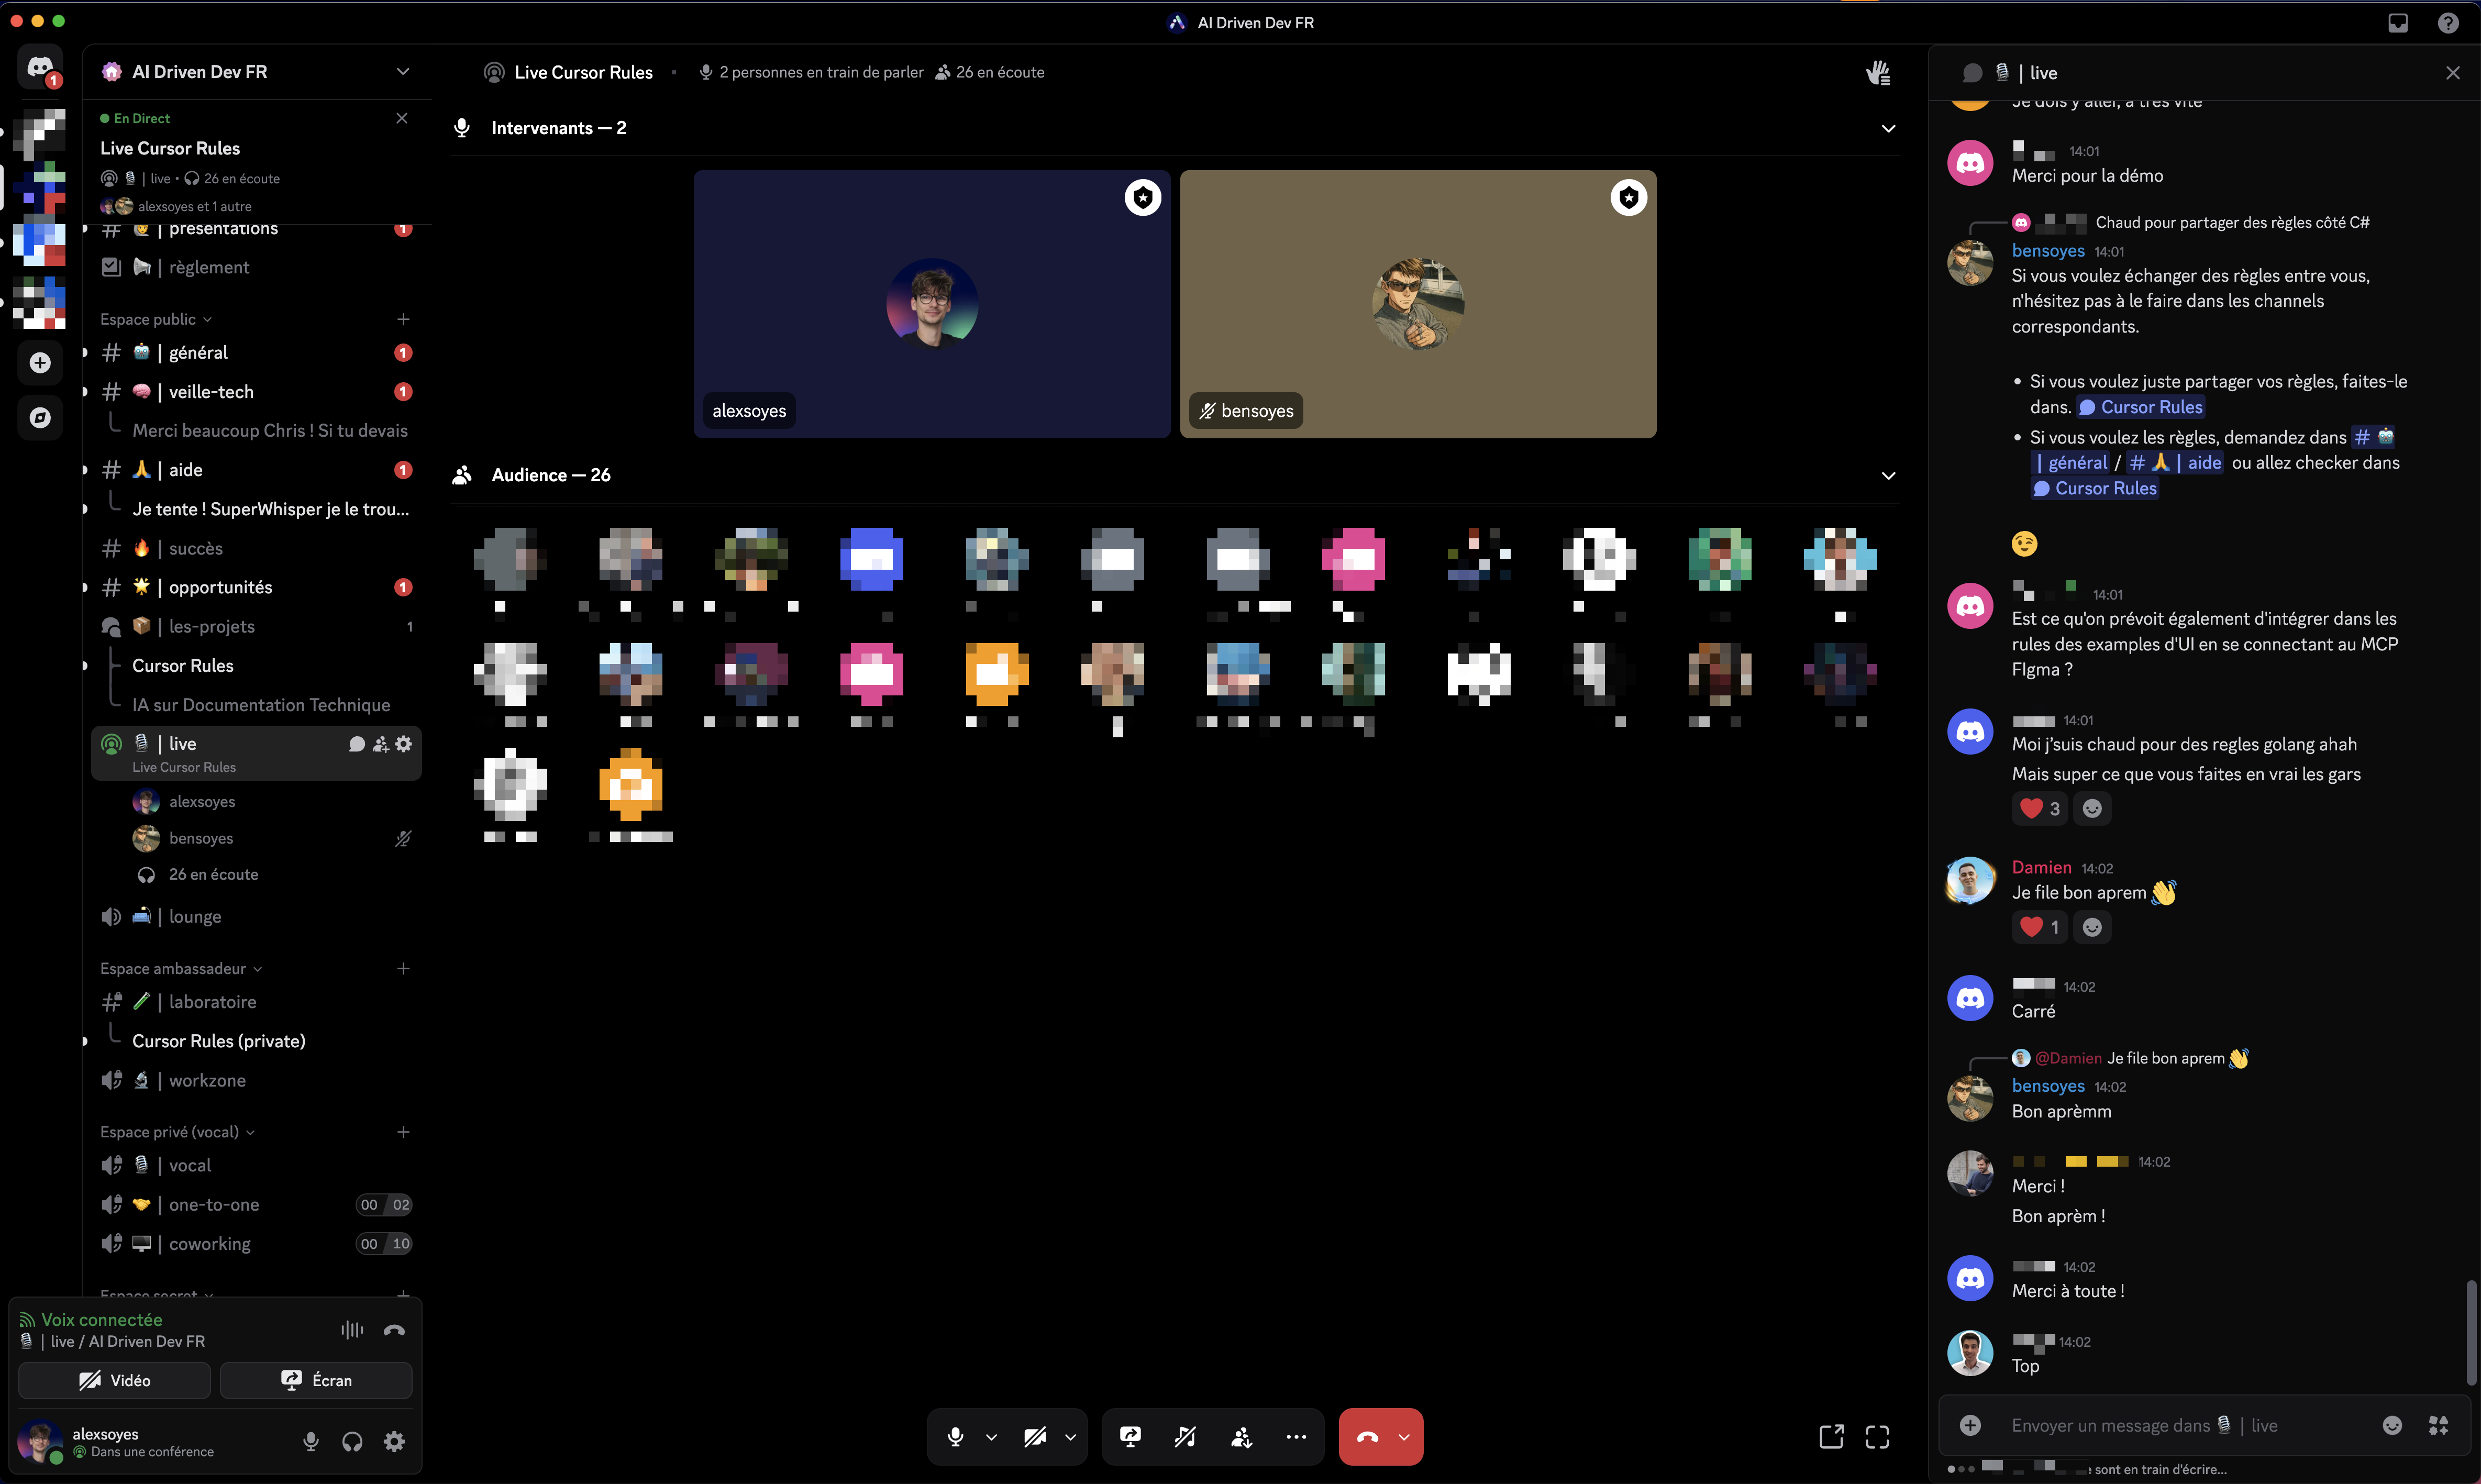 AI Driven Dev FR
1
AI Driven Dev FR
En Direct
Live Cursor Rules
| live • 26 en écoute
alexsoyes et 1 autre
# | presentations 1
| règlement
Espace public
# | général 1
# | veille-tech 1
Merci beaucoup Chris ! Si tu devais
# | aide 1
Je tente ! SuperWhisper je le trou...
# | succès
# | opportunités 1
| les-projets 1
Cursor Rules
IA sur Documentation Technique
| live
Live Cursor Rules
alexsoyes
bensoyes
26 en écoute
| lounge
Espace ambassadeur
# | laboratoire
Cursor Rules (private)
| workzone
Espace privé (vocal)
| vocal
| one-to-one 00 02
| coworking 00 10
Espace secret
Voix connectée
| live / AI Driven Dev FR
Vidéo
Écran
alexsoyes
Dans une conférence
Live Cursor Rules • 2 personnes en train de parler 26 en écoute
Intervenants — 2
alexsoyes
bensoyes
Audience — 26
| live
Je dois y aller, à très vite
14:01
Merci pour la démo
Chaud pour partager des règles côté C#
bensoyes 14:01
Si vous voulez échanger des règles entre vous,
n'hésitez pas à le faire dans les channels
correspondants.
• Si vous voulez juste partager vos règles, faites-le
dans. Cursor Rules
• Si vous voulez les règles, demandez dans #
| général / # | aide ou allez checker dans
Cursor Rules
14:01
Est ce qu'on prévoit également d'intégrer dans les
rules des examples d'UI en se connectant au MCP
FIgma ?
14:01
Moi j'suis chaud pour des regles golang ahah
Mais super ce que vous faites en vrai les gars
3
Damien 14:02
Je file bon aprem
1
14:02
Carré
@Damien Je file bon aprem
bensoyes 14:02
Bon aprèmm
14:02
Merci !
Bon aprèm !
14:02
Merci à toute !
14:02
Top
Envoyer un message dans | live
sont en train d'écrire...